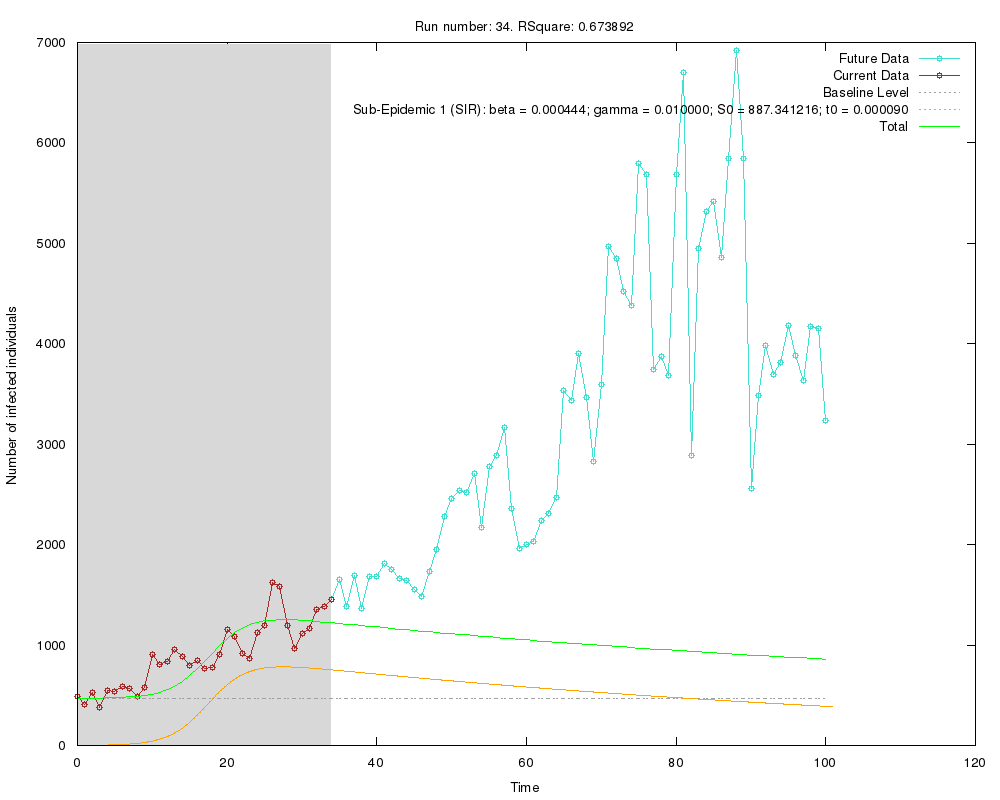 Run number: 34. RSquare: 0.673892
7000
6000
5000
4000
3000
2000
1000
0
Number of infected individuals
Future Data
Current Data
Baseline Level
Sub-Epidemic 1 (SIR): beta = 0.000444; gamma = 0.010000; S0 = 887.341216; t0 = 0.000090
Total
0 20 40 60 80 100 120
Time